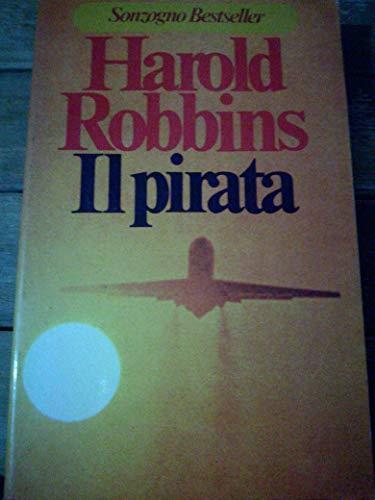 Sonzogno Bestseller
Harold
Robbins
Il pirata